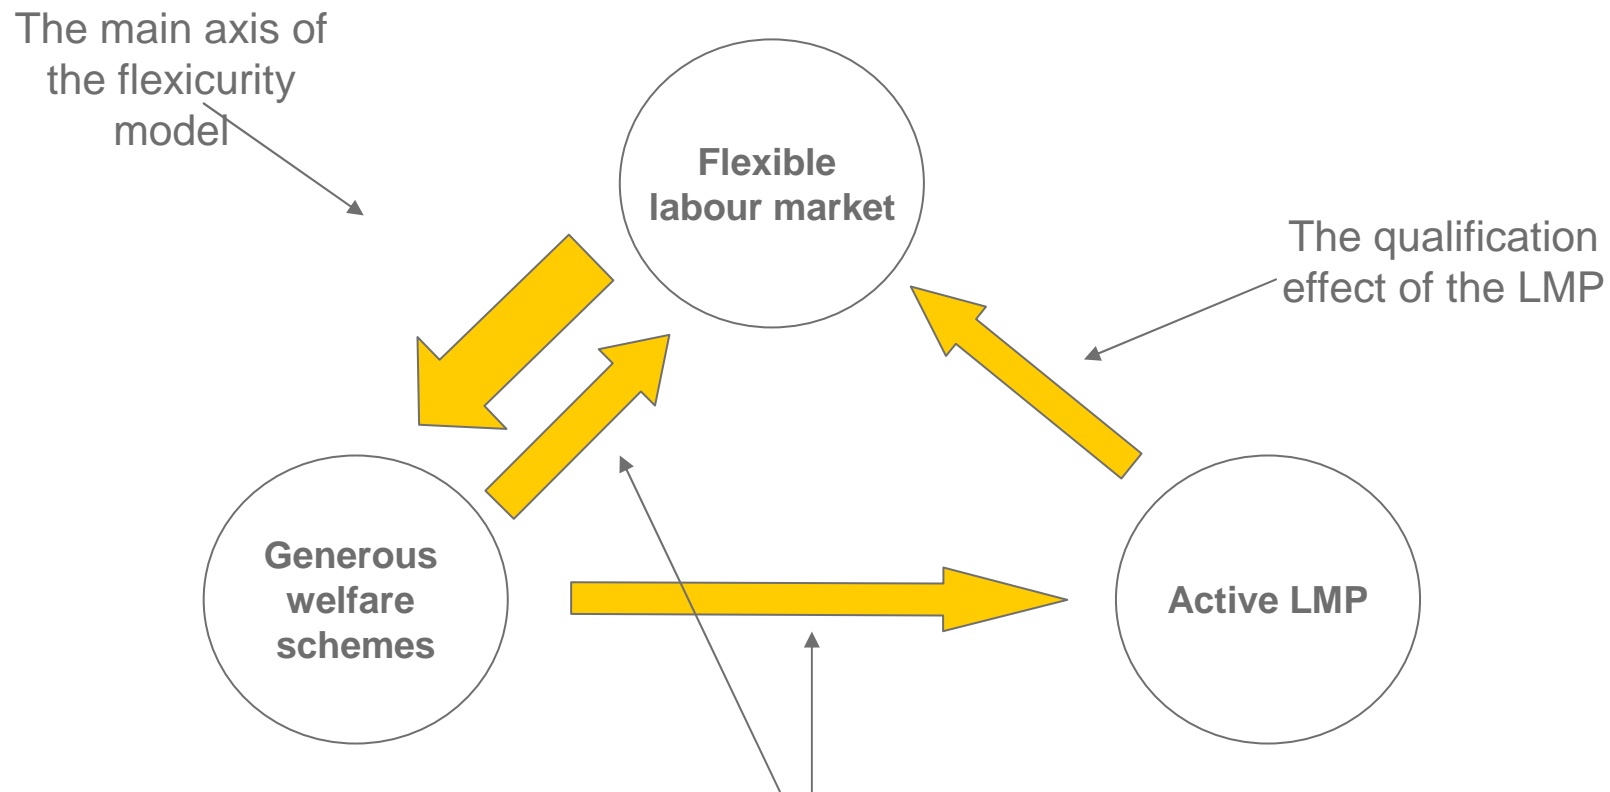 The main axis of
the flexicurity
model
Flexible
labour market
The qualification
effect of the LMP
Generous
welfare
schemes
Active LMP